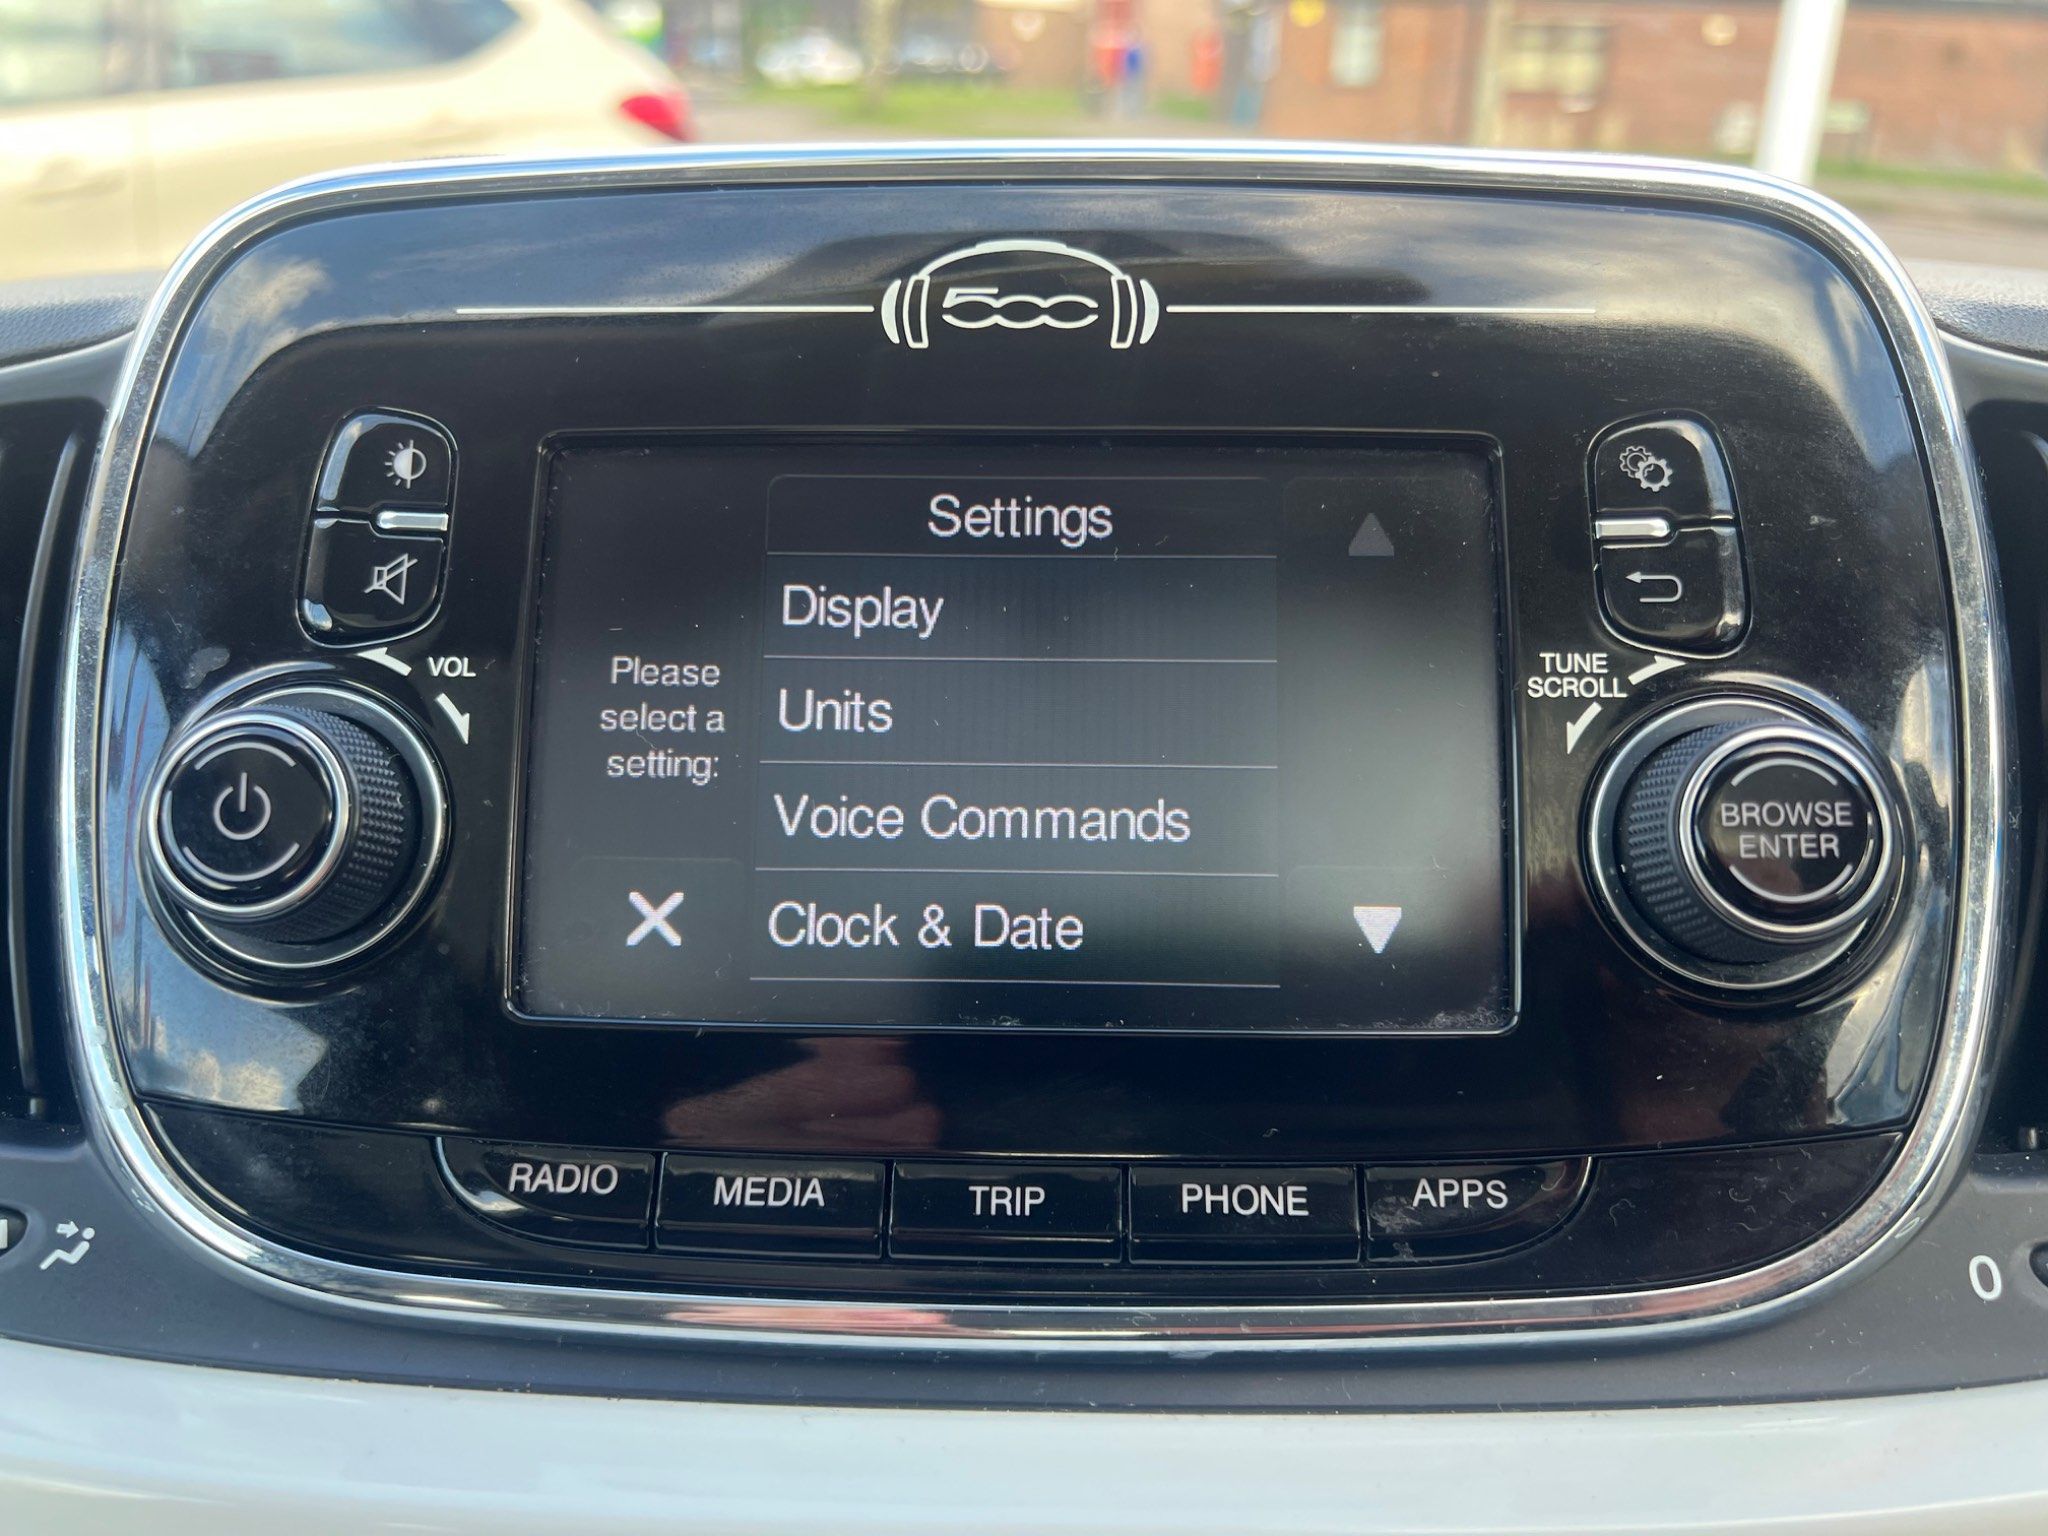 500
VOL
TUNE
SCROLL
BROWSE
ENTER
Settings
Display
Units
Voice Commands
Clock & Date
Please
select a
setting:
RADIO
MEDIA
TRIP
PHONE
APPS
0